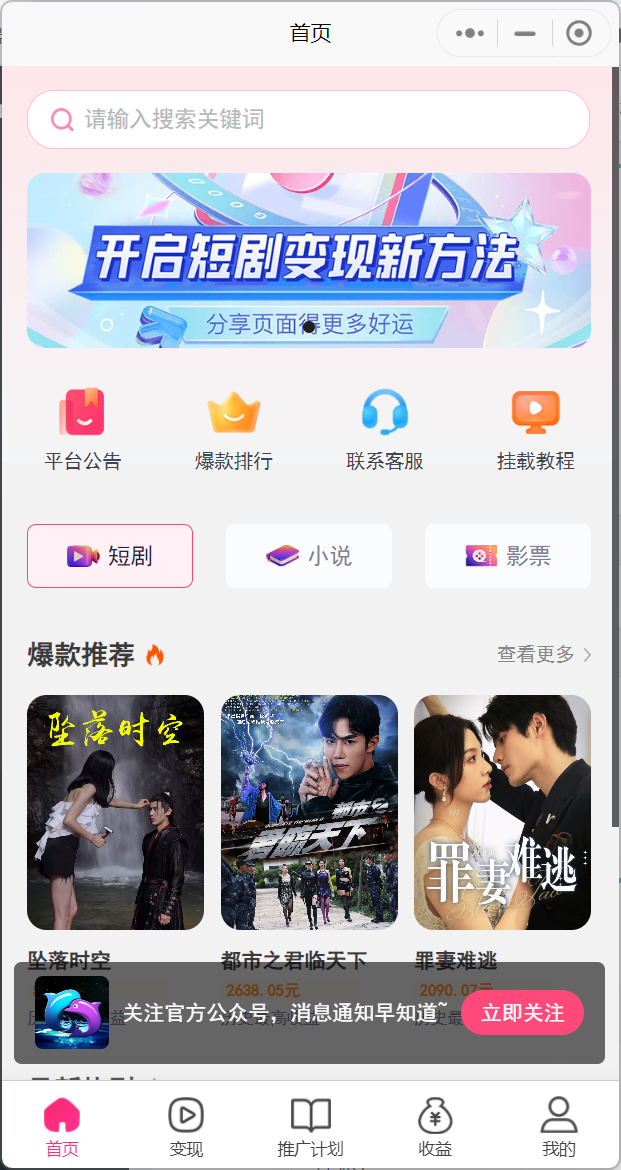 首页
请输入搜索关键词
开启短剧变现新方法
分享页面得更多好运
平台公告
爆款排行
联系客服
挂载教程
短剧
小说
影票
爆款推荐
查看更多
坠落时空
都市之
君临天下
罪妻难逃
坠落时空
都市之君临天下
罪妻难逃
2638.05元
2090.07元
历史最高收益
关注官方公众号，消息通知早知道~
立即关注
首页
变现
推广计划
收益
我的